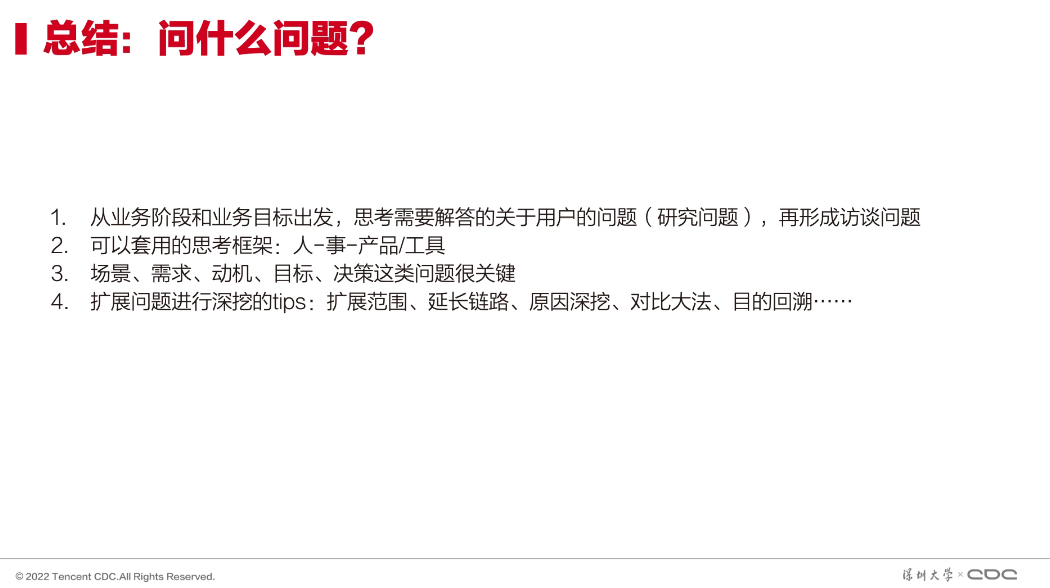 总结：问什么问题？
1. 从业务阶段和业务目标出发，思考需要解答的关于用户的问题（研究问题），再形成访谈问题
2. 可以套用的思考框架：人-事-产品/工具
3. 场景、需求、动机、目标、决策这类问题很关键
4. 扩展问题进行深挖的tips：扩展范围、延长链路、原因深挖、对比大法、目的回溯……
© 2022 Tencent CDC.All Rights Reserved.
深圳大学 × CDC